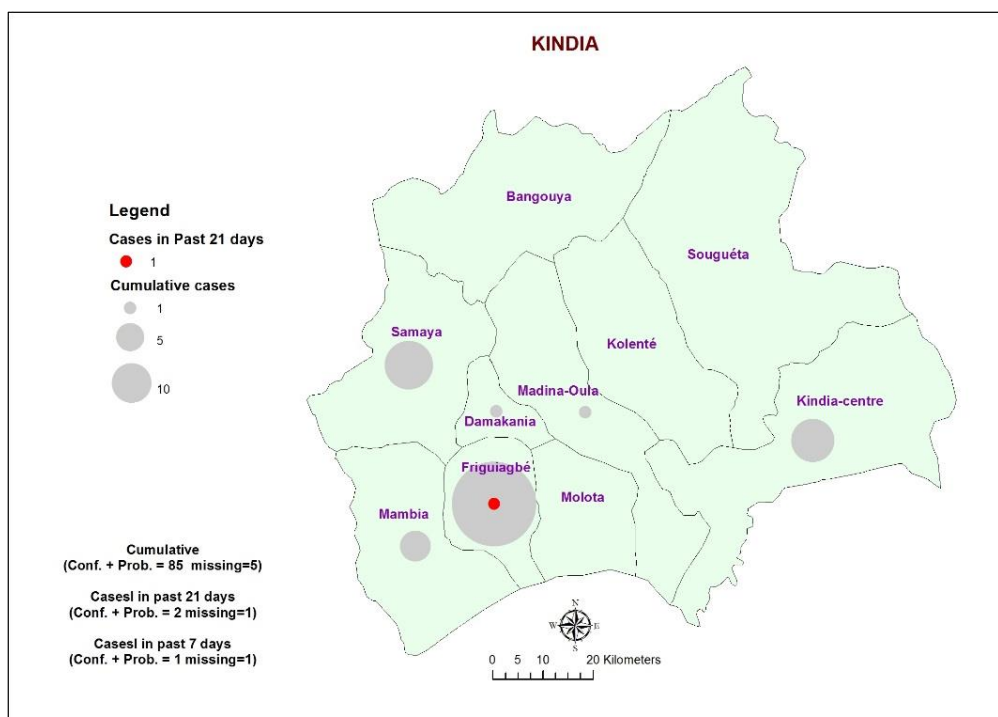 KINDIA
Bangouya
Souguéta
Legend
Cases in Past 21 days
1
Cumulative cases
1
5
10
Samaya
Kolenté
Madina-Oula
Kindia-centre
Damakania
Friguiagbé
Molota
Mambia
Cumulative
(Conf. + Prob. = 85 missing=5)
Casesl in past 21 days
(Conf. + Prob. = 2 missing=1)
Casesl in past 7 days
(Conf. + Prob. = 1 missing=1)
N
W E
S
0 5 10 20 Kilometers